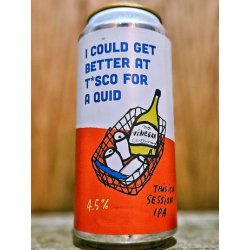 I COULD GET
BETTER AT
T*SCO FOR
A QUID
VINEGAR
4.5%
THIS IS A
SESSION
IPA